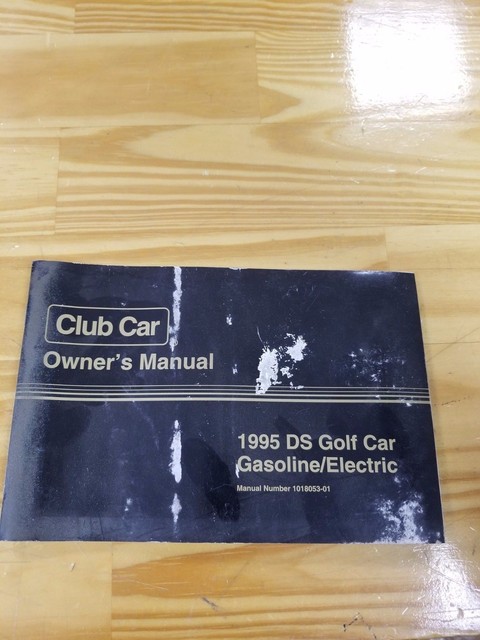 Club Car
Owner's Manual
1995 DS Golf Car
Gasoline/Electric
Manual Number 1018053-01